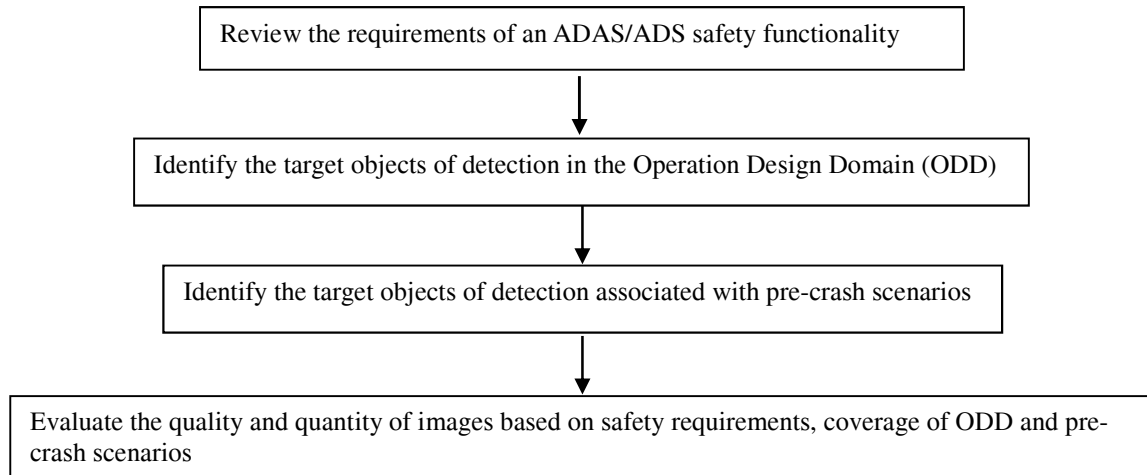 Review the requirements of an ADAS/ADS safety functionality
Identify the target objects of detection in the Operation Design Domain (ODD)
Identify the target objects of detection associated with pre-crash scenarios
Evaluate the quality and quantity of images based on safety requirements, coverage of ODD and pre-
crash scenarios